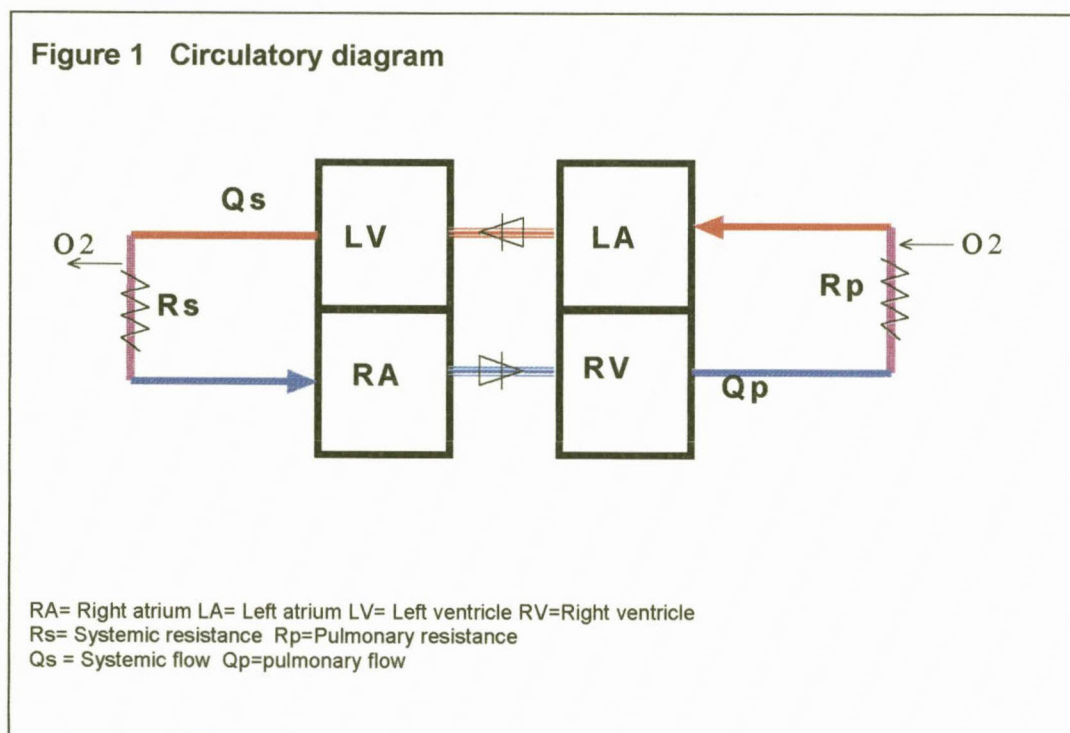 Figure 1 Circulatory diagram
Qs
LV
LA
O2
O2
Rs
Rp
RA
RV
Qp
RA= Right atrium LA= Left atrium LV= Left ventricle RV=Right ventricle
Rs= Systemic resistance Rp=Pulmonary resistance
Qs = Systemic flow Qp=pulmonary flow